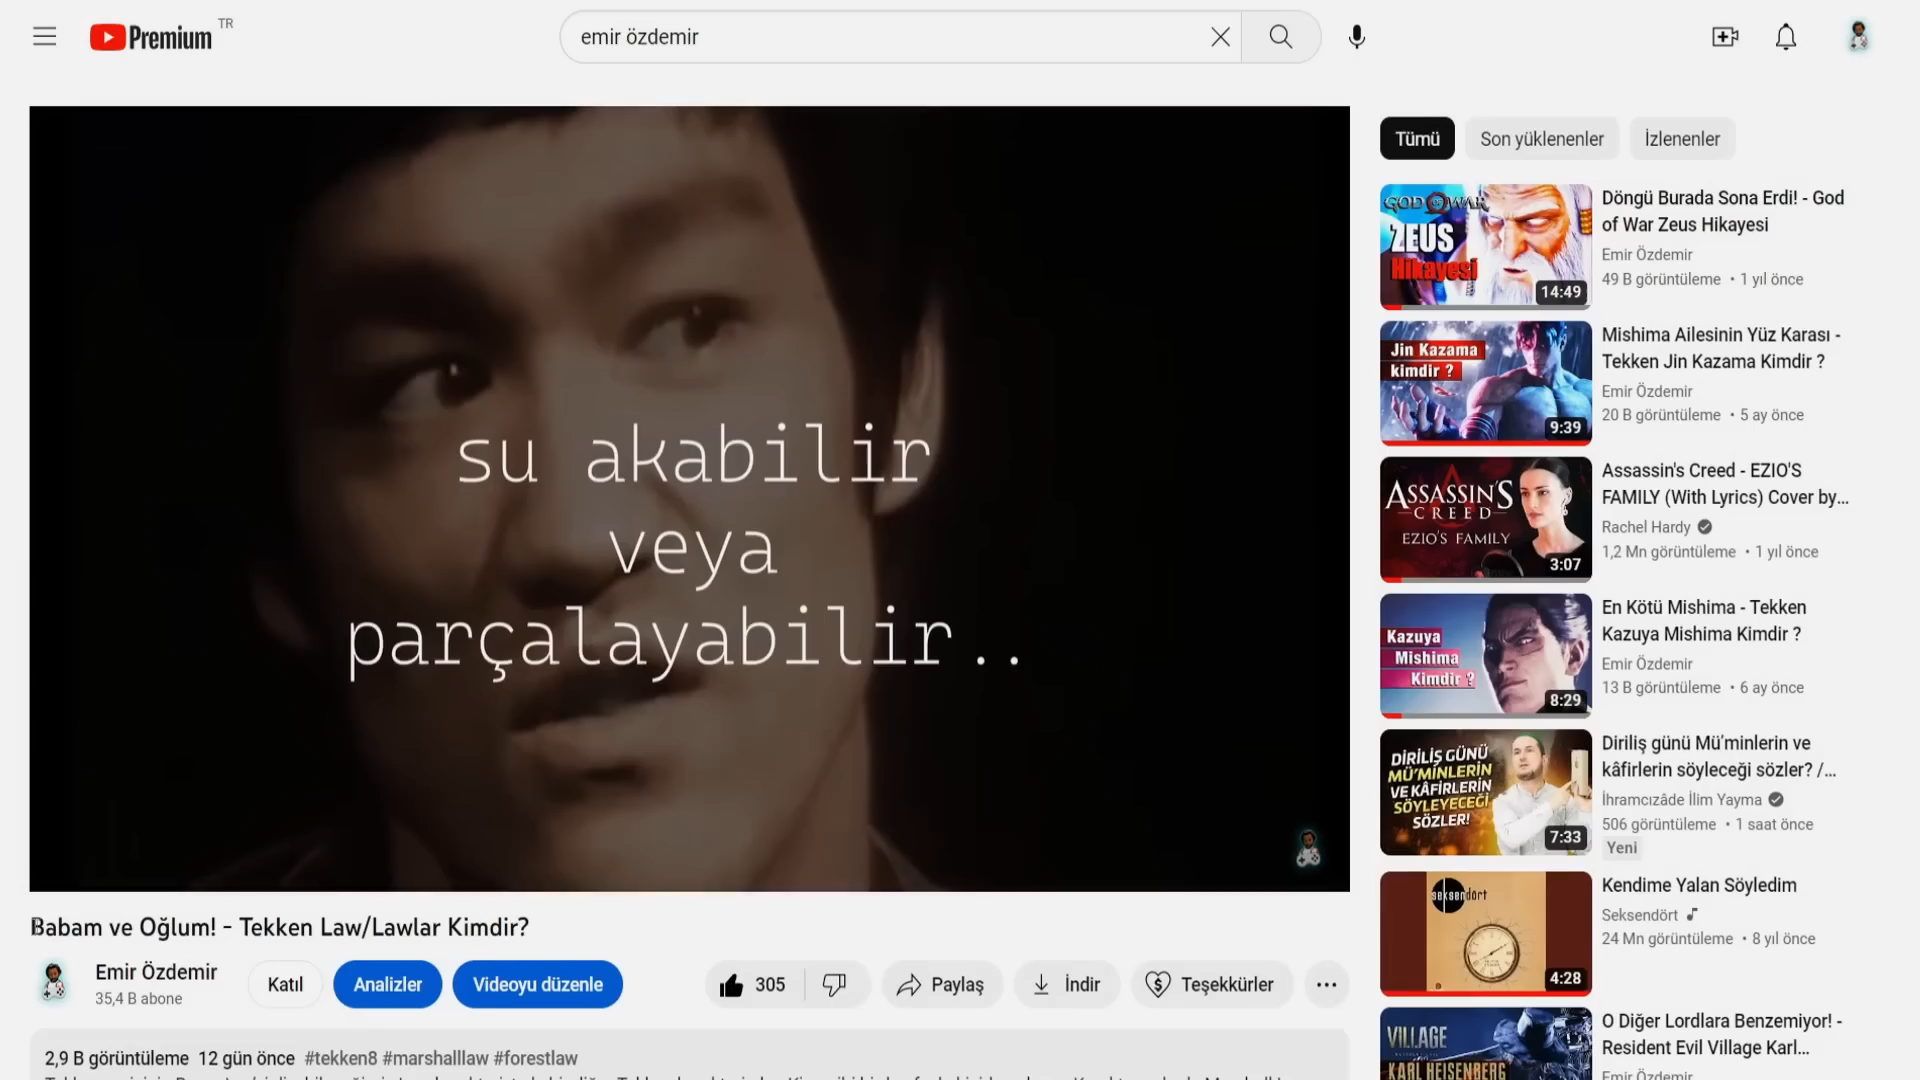 Premium TR
emir özdemir
su akabilir
veya
parçalayabilir..
Babam ve Oğlum! - Tekken Law/Lawlar Kimdir?
Emir Özdemir
35,4 B abone
Katıl
Analizler
Videoyu düzenle
305
Paylaş
İndir
Teşekkürler
2,9 B görüntüleme 12 gün önce #tekken8 #marshalllaw #forestlaw
Tümü
Son yüklenenler
İzlenenler
GOD OF WAR
ZEUS
Hikayesi
14:49
Döngü Burada Sona Erdi! - God
of War Zeus Hikayesi
Emir Özdemir
49 B görüntüleme • 1 yıl önce
Jin Kazama
kimdir ?
9:39
Mishima Ailesinin Yüz Karası -
Tekken Jin Kazama Kimdir ?
Emir Özdemir
20 B görüntüleme • 5 ay önce
ASSASSIN'S
CREED
EZIO'S FAMILY
3:07
Assassin's Creed - EZIO'S
FAMILY (With Lyrics) Cover by...
Rachel Hardy
1,2 Mn görüntüleme • 1 yıl önce
Kazuya
Mishima
Kimdir ?
8:29
En Kötü Mishima - Tekken
Kazuya Mishima Kimdir ?
Emir Özdemir
13 B görüntüleme • 6 ay önce
DİRİLİŞ GÜNÜ
MÜ'MİNLERİN
VE KÂFİRLERİN
SÖYLEYECEĞİ
SÖZLER!
7:33
Diriliş günü Mü'minlerin ve
kâfirlerin söyleceği sözler? /...
İhramcızâde İlim Yayma
506 görüntüleme • 1 saat önce
Yeni
seksendört
4:28
Kendime Yalan Söyledim
Seksendört
24 Mn görüntüleme • 8 yıl önce
VILLAGE
KARL HEISENBERG
O Diğer Lordlara Benzemiyor! -
Resident Evil Village Karl...
Emir Özdemir